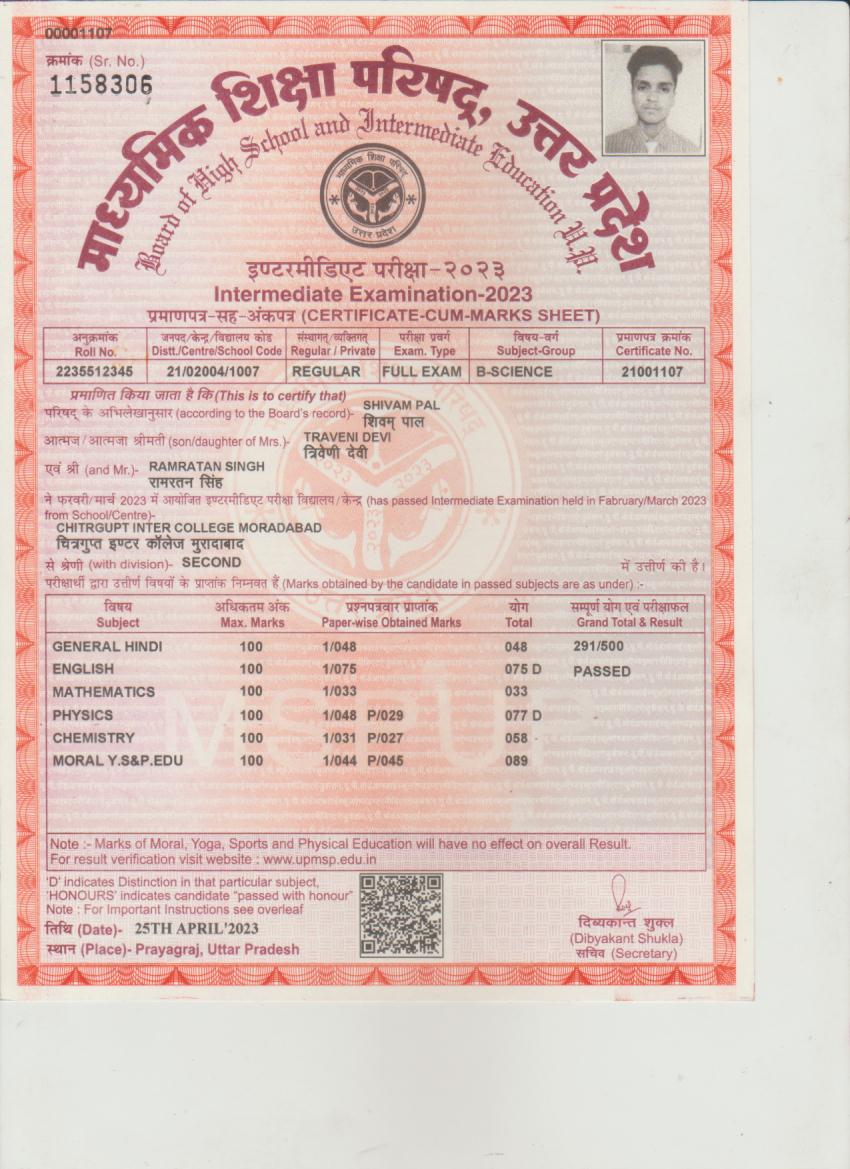 00001107
क्रमांक (Sr. No.)
1158306
माध्यमिक शिक्षा परिषद्, उत्तर प्रदेश
Board of High School and Intermediate Education U.P.
माध्यमिक शिक्षा परिषद्
उत्तर प्रदेश
इण्टरमीडिएट परीक्षा-२०२३
Intermediate Examination-2023
प्रमाणपत्र-सह-अंकपत्र (CERTIFICATE-CUM-MARKS SHEET)
अनुक्रमांक जनपद/केन्द्र/विद्यालय कोड संस्थागत/व्यक्तिगत परीक्षा प्रवर्ग विषय-वर्ग प्रमाणपत्र क्रमांक
Roll No. Distt./Centre/School Code Regular / Private Exam. Type Subject-Group Certificate No.
2235512345 21/02004/1007 REGULAR FULL EXAM B-SCIENCE 21001107
प्रमाणित किया जाता है कि (This is to certify that)
परिषद् के अभिलेखानुसार (according to the Board's record)- SHIVAM PAL
शिवम् पाल
आत्मज/आत्मजा श्रीमती (son/daughter of Mrs.)- TRAVENI DEVI
त्रिवेणी देवी
एवं श्री (and Mr.)- RAMRATAN SINGH
रामरतन सिंह
ने फरवरी/मार्च 2023 में आयोजित इण्टरमीडिएट परीक्षा विद्यालय/केन्द्र (has passed Intermediate Examination held in Fabruary/March 2023
from School/Centre)-
CHITRGUPT INTER COLLEGE MORADABAD
चित्रगुप्त इण्टर कॉलेज मुरादाबाद
से श्रेणी (with division)- SECOND में उत्तीर्ण की है।
परीक्षार्थी द्वारा उत्तीर्ण विषयों के प्राप्तांक निम्नवत हैं (Marks obtained by the candidate in passed subjects are as under) :-
विषय अधिकतम अंक प्रश्नपत्रवार प्राप्तांक योग सम्पूर्ण योग एवं परीक्षाफल
Subject Max. Marks Paper-wise Obtained Marks Total Grand Total & Result
GENERAL HINDI 100 1/048 048 291/500
ENGLISH 100 1/075 075 D PASSED
MATHEMATICS 100 1/033 033
PHYSICS 100 1/048 P/029 077 D
CHEMISTRY 100 1/031 P/027 058
MORAL Y.S&P.EDU 100 1/044 P/045 089
MSPUP
Note :- Marks of Moral, Yoga, Sports and Physical Education will have no effect on overall Result.
For result verification visit website : www.upmsp.edu.in
'D' indicates Distinction in that particular subject,
'HONOURS' indicates candidate "passed with honour"
Note : For Important Instructions see overleaf
तिथि (Date)- 25TH APRIL'2023
स्थान (Place)- Prayagraj, Uttar Pradesh
दिब्यकान्त शुक्ल
(Dibyakant Shukla)
सचिव (Secretary)